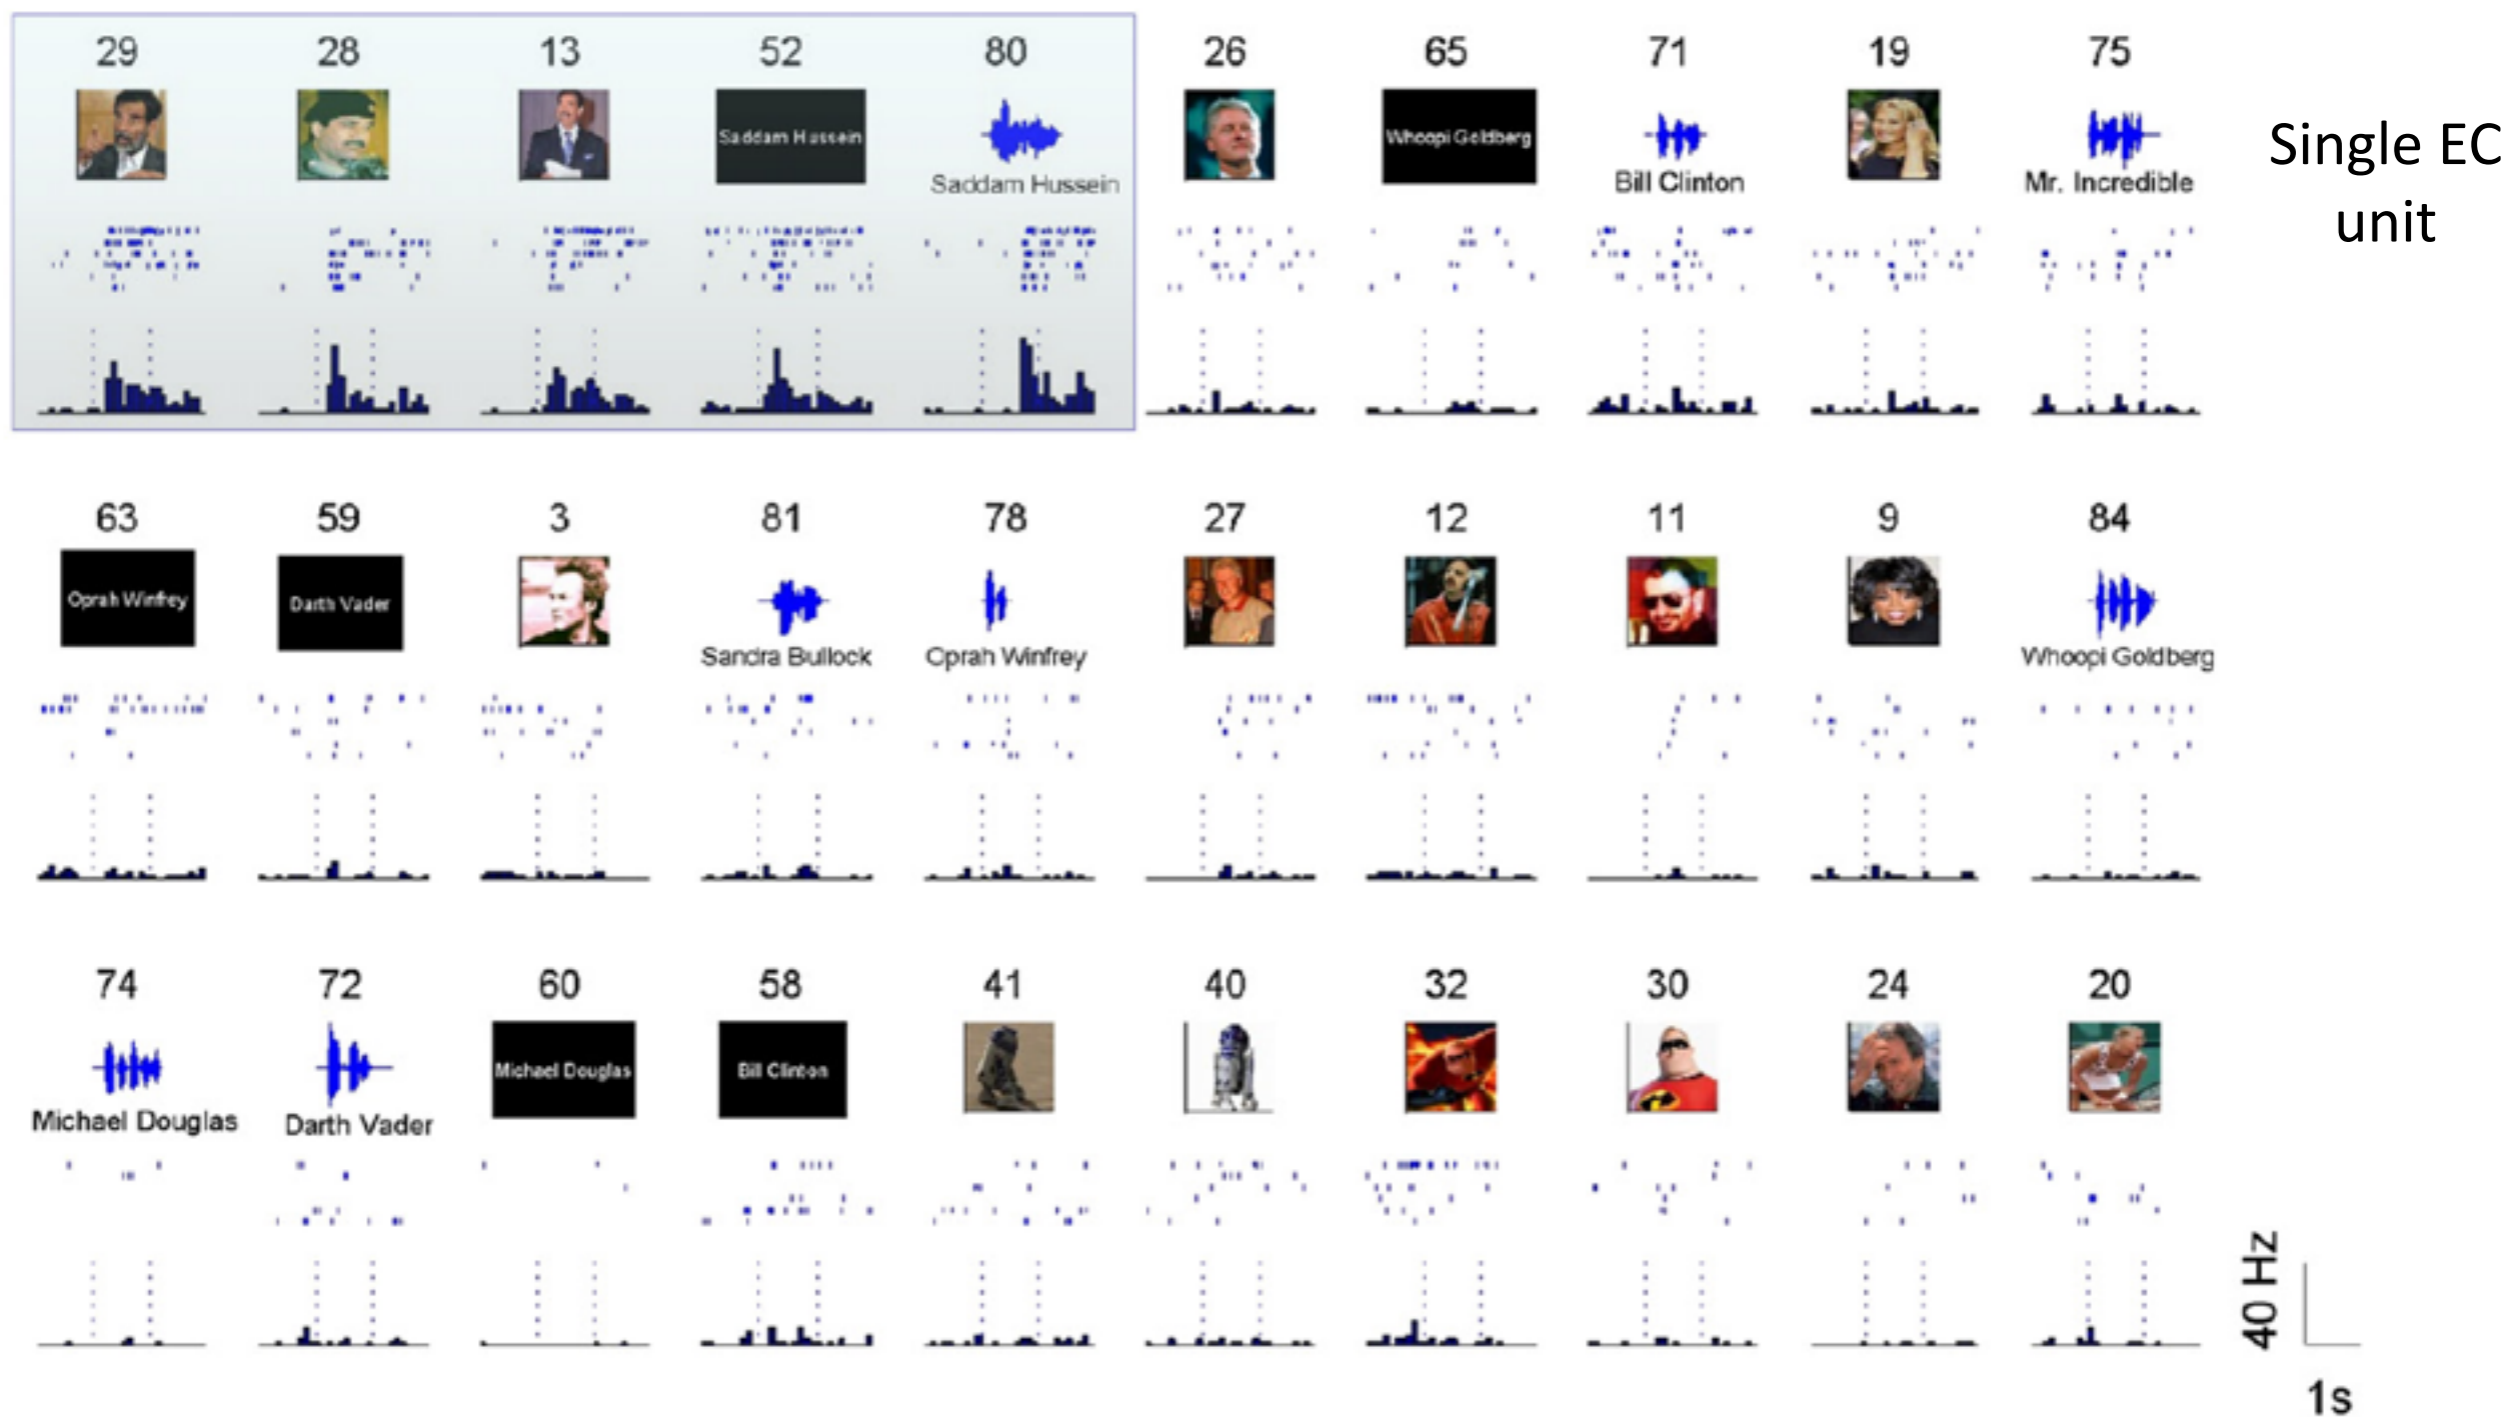 29 28 13 52 80 26 65 71 19 75
Saddam Hussein
Whoopi Goldberg
Saddam Hussein
Bill Clinton
Mr. Incredible
Single EC
unit
63 59 3 81 78 27 12 11 9 84
Oprah Winfrey
Darth Vader
Sandra Bullock
Oprah Winfrey
Whoopi Goldberg
74 72 60 58 41 40 32 30 24 20
Michael Douglas
Bill Clinton
Michael Douglas
Darth Vader
40 Hz
1s